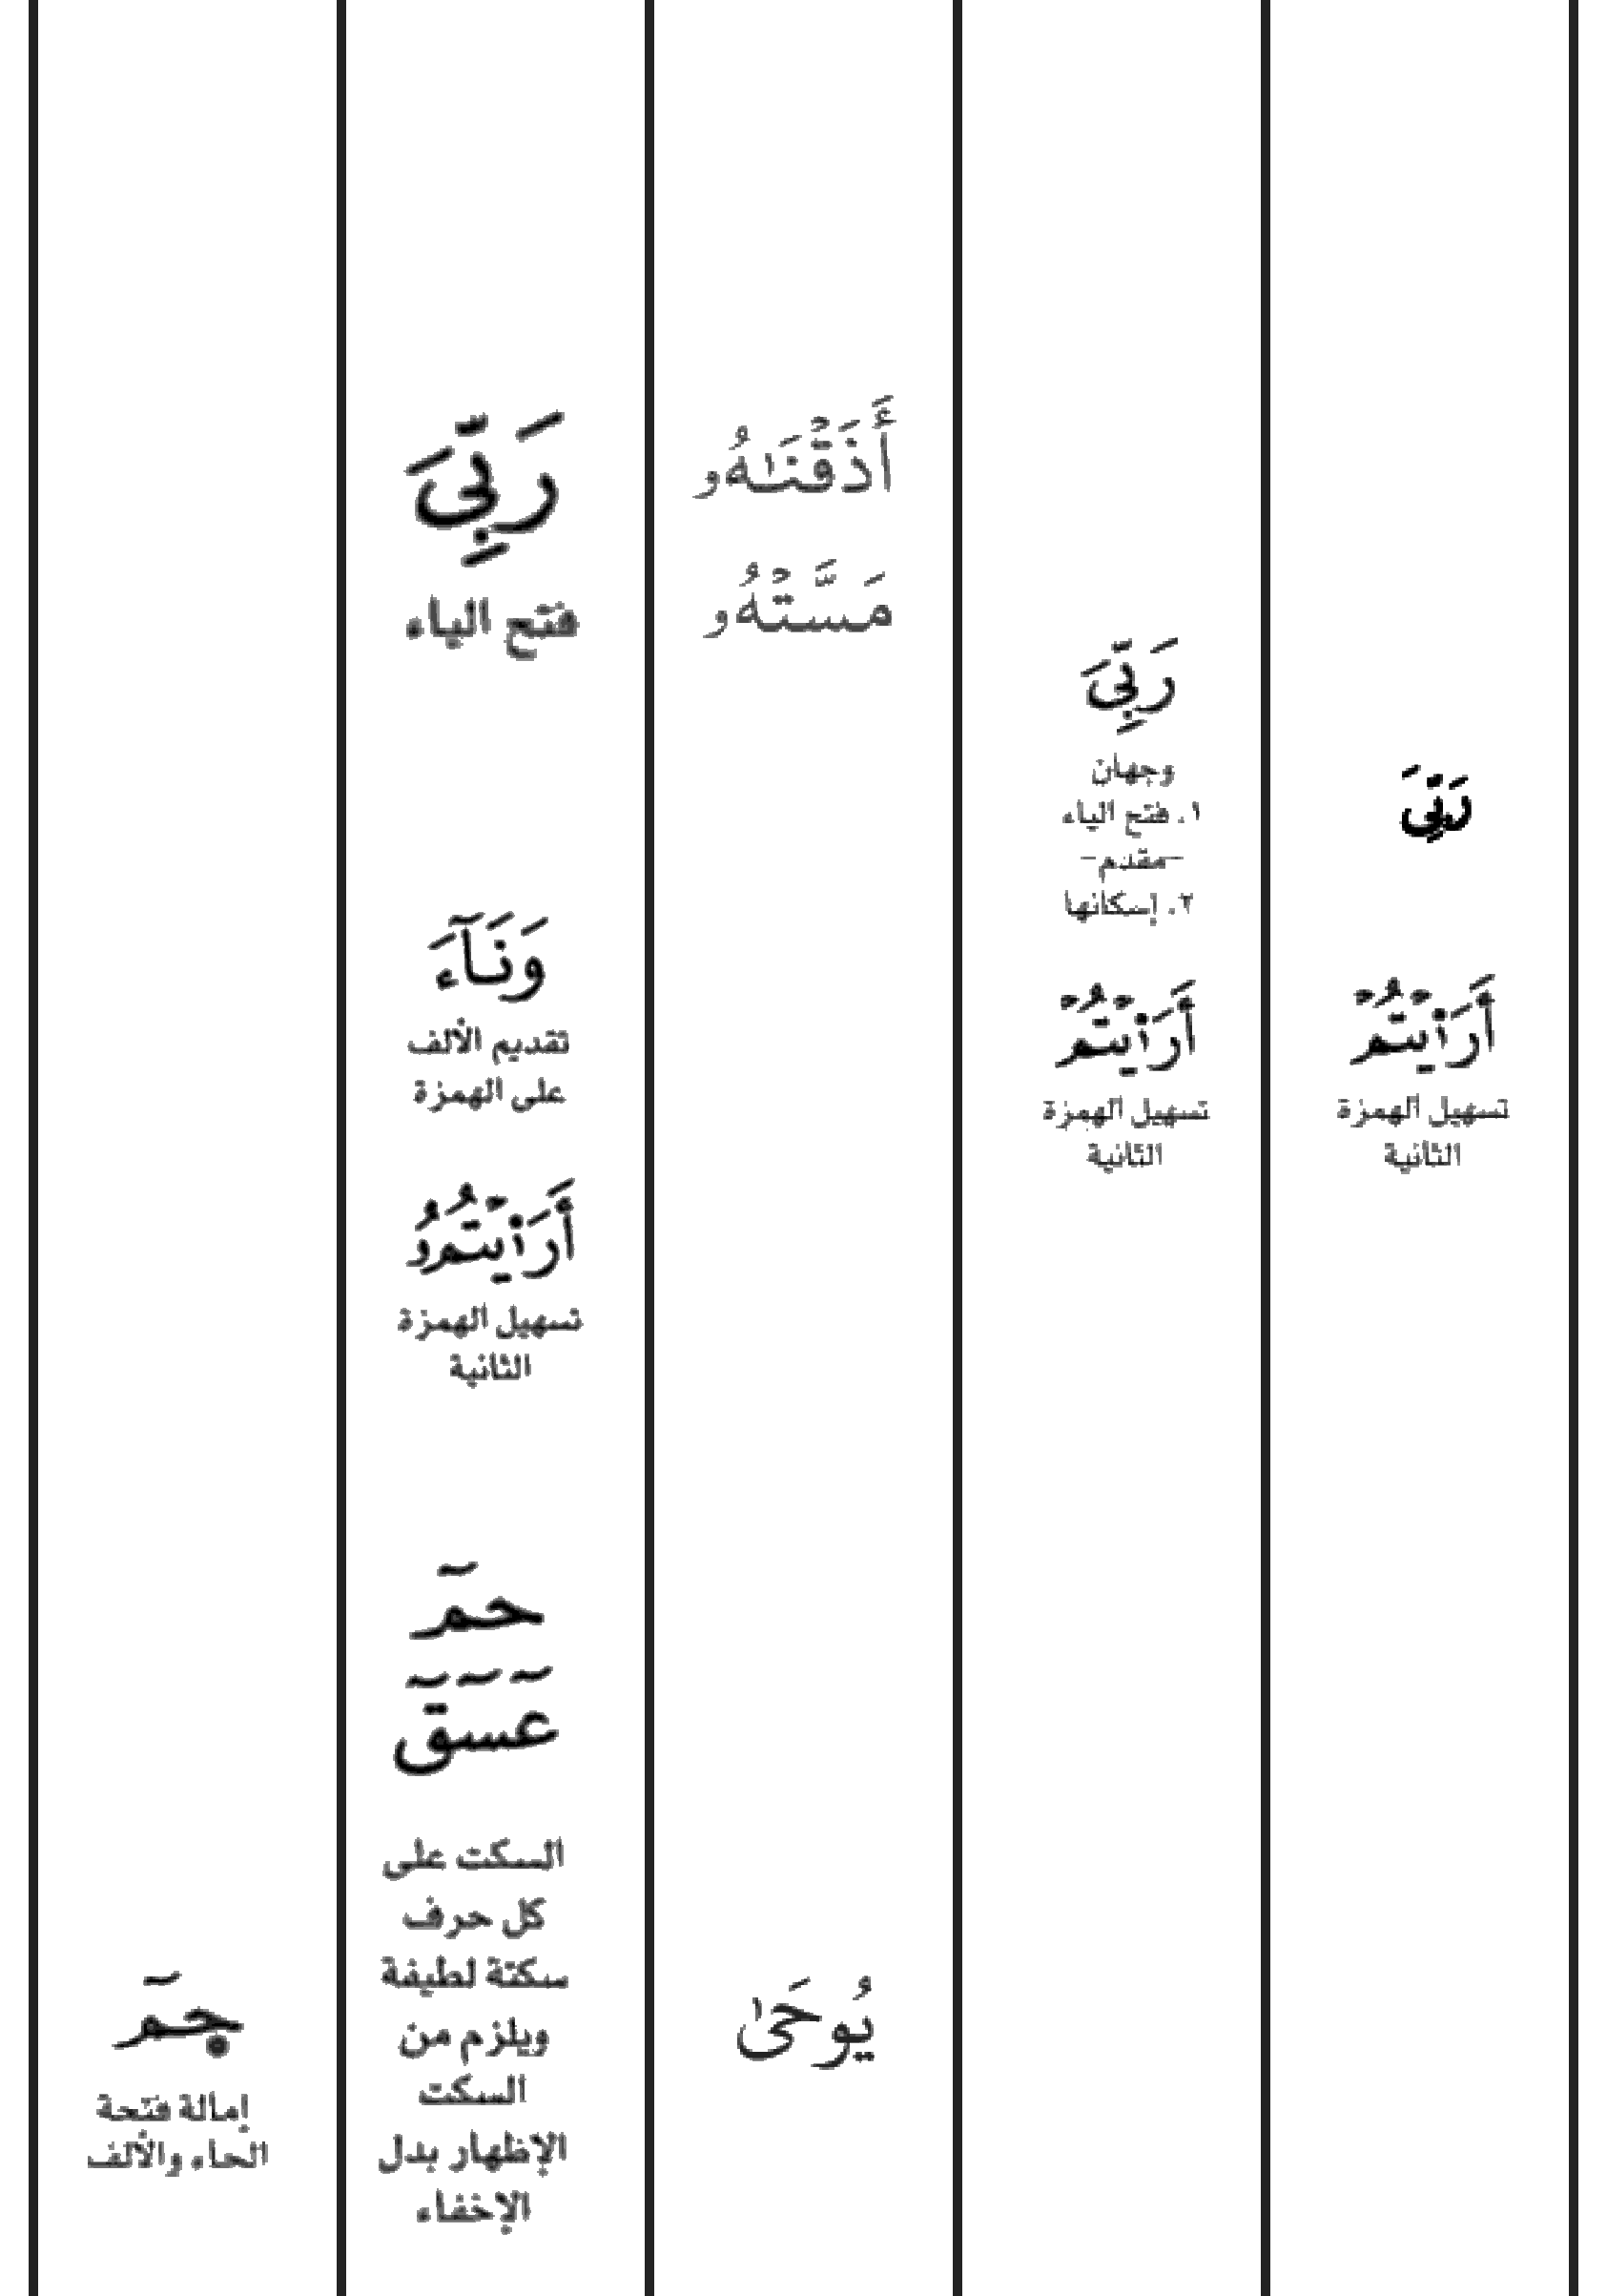 رَبِّيَ
أَرَ•يۡتُمۡ
تسهيل الهمزة
الثانية
رَبِّيَ
وجهان
١. فتح الياء
-مقدم-
٢. إسكانها
أَرَ•يۡتُمۡ
تسهيل الهمزة
الثانية
أَذَقۡنَٰهُۥ
مَسَّتۡهُۥ
يُوحَىٰ
رَبِّيَ
فتح الياء
وَنَآءَ
تقديم الألف
على الهمزة
أَرَ•يۡتُمُۥ
تسهيل الهمزة
الثانية
حمٓ
عٓسٓقٓ
السكت على
كل حرف
سكتة لطيفة
ويلزم من
السكت
الإظهار بدل
الإخفاء
حمٓ
إمالة فتحة
الحاء والألف